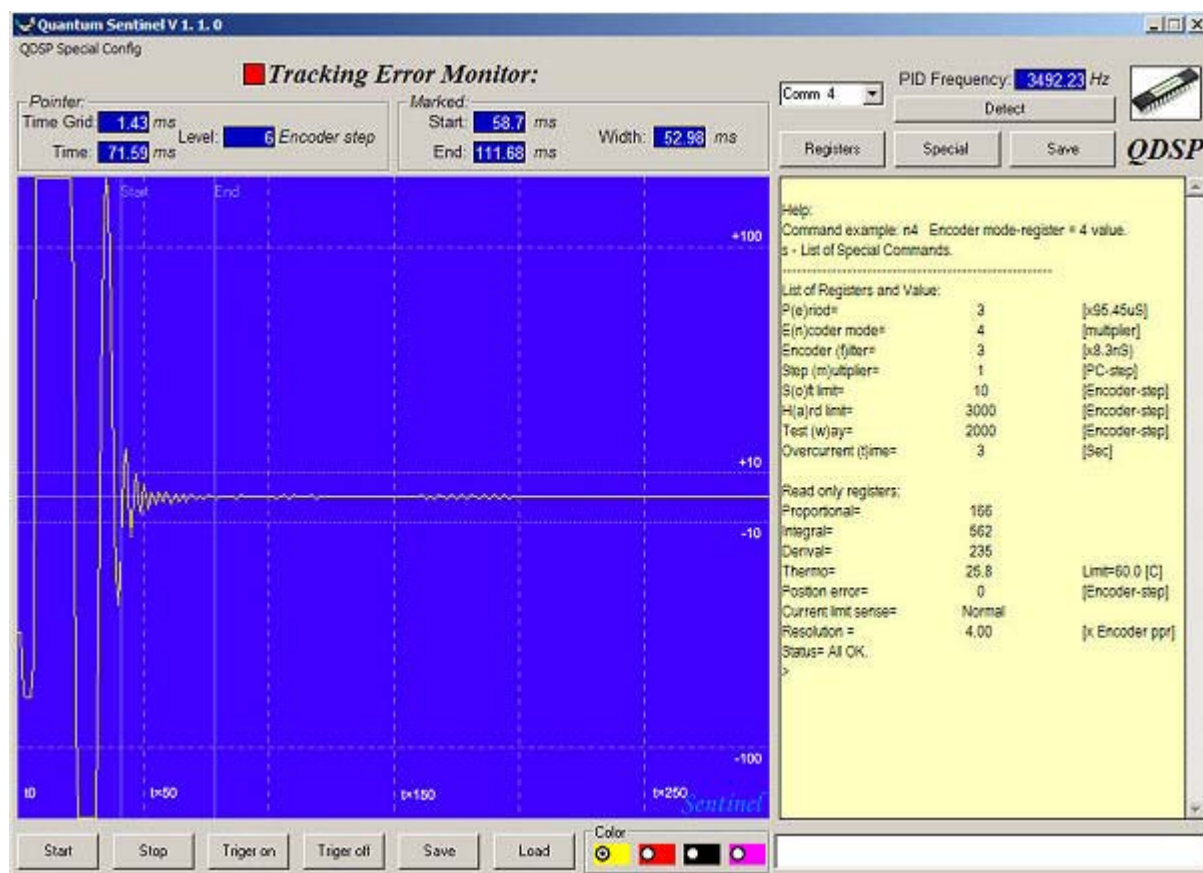 Quantum Sentinel V 1. 1. 0
QDSP Special Config
Tracking Error Monitor:
Pointer:
Time Grid: 1.43 ms
Time: 71.59 ms
Level: 6 Encoder step
Marked:
Start: 58.7 ms
End: 111.68 ms
Width: 52.98 ms
Comm 4
PID Frequency: 3492.23 Hz
Detect
Registers Special Save QDSP
Start End
+100
+10
-10
-100
t0 t×50 t×150 t×250
Sentinel
Help:
Command example: n4 Encoder mode-register = 4 value.
s - List of Special Commands.
List of Registers and Value:
P(e)riod= 3 [x95.45uS]
E(n)coder mode= 4 [multiplier]
Encoder (f)ilter= 3 [x8.3nS)
Step (m)ultiplier= 1 [PC-step]
S(o)ft limit= 10 [Encoder-step]
H(a)rd limit= 3000 [Encoder-step]
Test (w)ay= 2000 [Encoder-step]
Overcurrent (t)ime= 3 [Sec]
Read only registers:
Proportional= 166
Integral= 562
Derival= 235
Thermo= 25.8 Limit=60.0 [C]
Postion error= 0 [Encoder-step]
Current limit sense= Normal
Resolution = 4.00 [x Encoder ppr]
Status= All OK.
>
Start Stop Triger on Triger off Save Load
Color